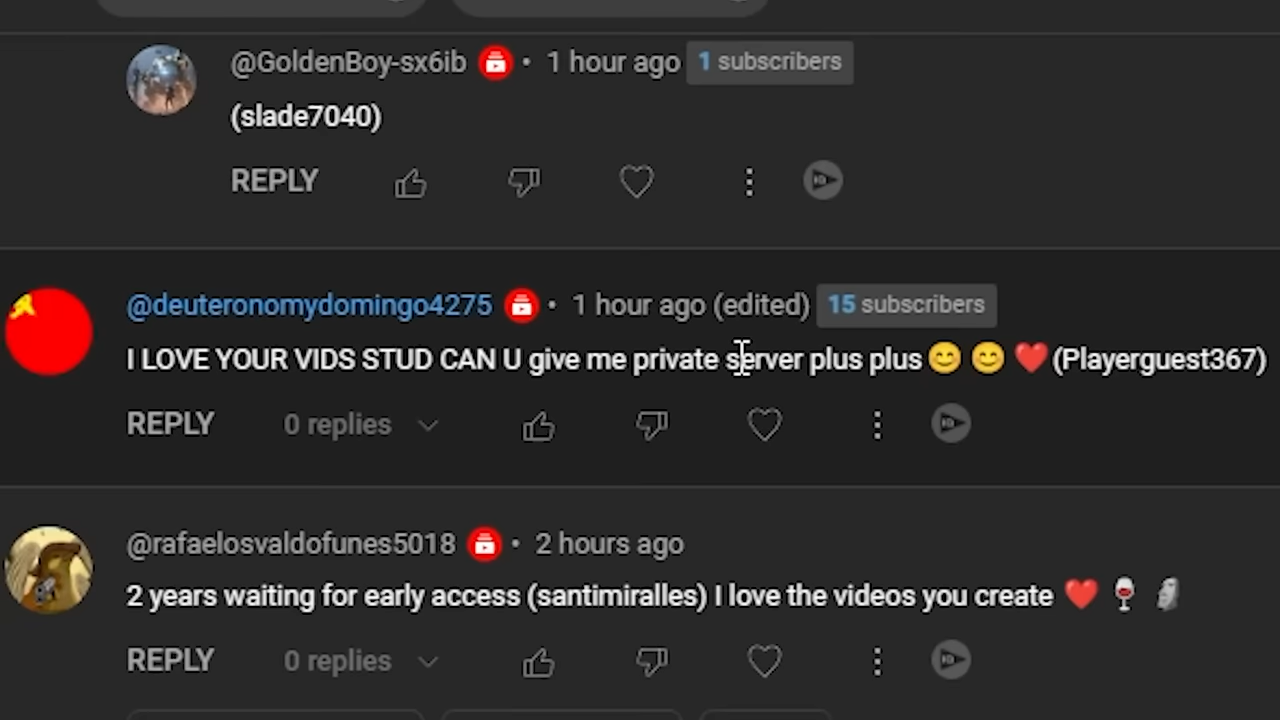 @GoldenBoy-sx6ib • 1 hour ago 1 subscribers
(slade7040)
REPLY
@deuteronomydomingo4275 • 1 hour ago (edited) 15 subscribers
I LOVE YOUR VIDS STUD CAN U give me private server plus plus 😊 😊 ❤️ (Playerguest367)
REPLY 0 replies
@rafaelosvaldofunes5018 • 2 hours ago
2 years waiting for early access (santimiralles) I love the videos you create ❤️ 🍷 🗿
REPLY 0 replies